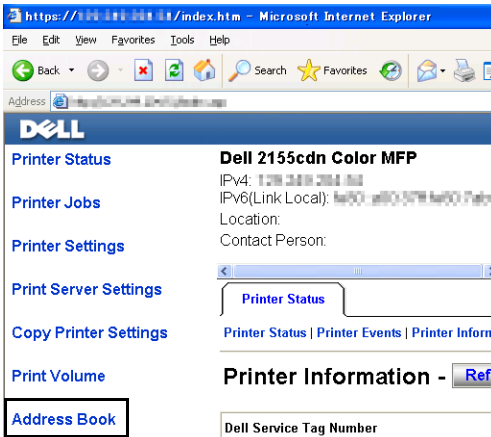 https:// /index.htm - Microsoft Internet Explorer
File Edit View Favorites Tools Help
Back Search Favorites
Address
DELL
Printer Status
Printer Jobs
Printer Settings
Print Server Settings
Copy Printer Settings
Print Volume
Address Book
Dell 2155cdn Color MFP
IPv4:
IPv6(Link Local):
Location:
Contact Person:
Printer Status
Printer Status | Printer Events | Printer Inform
Printer Information - Ref
Dell Service Tag Number